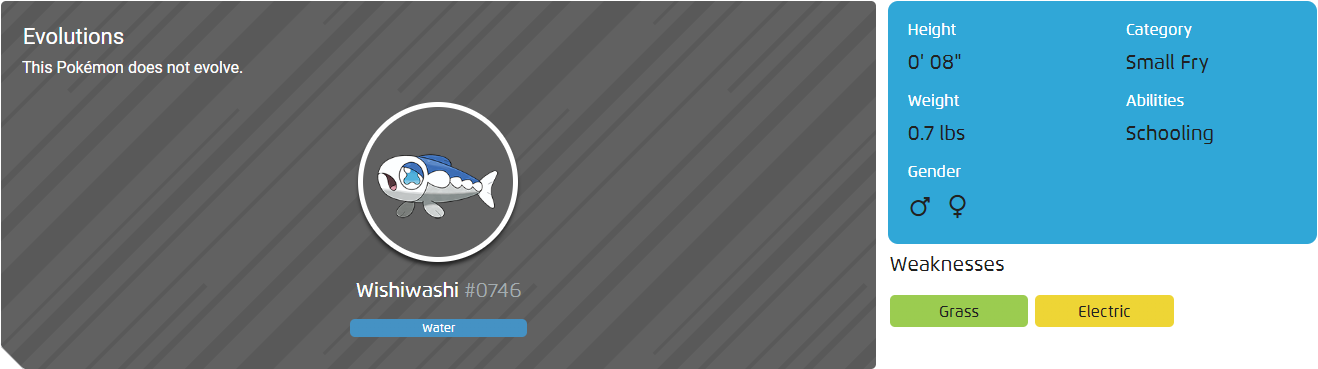 Evolutions
This Pokémon does not evolve.
Wishiwashi #0746
Water
Height
0' 08"
Category
Small Fry
Weight
0.7 lbs
Abilities
Schooling
Gender
♂ ♀
Weaknesses
Grass
Electric